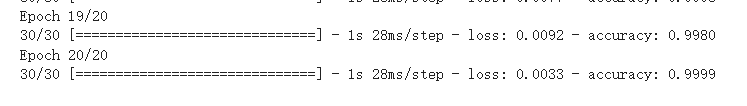 Epoch 19/20
30/30 [==============================] - 1s 28ms/step - loss: 0.0092 - accuracy: 0.9980
Epoch 20/20
30/30 [==============================] - 1s 28ms/step - loss: 0.0033 - accuracy: 0.9999